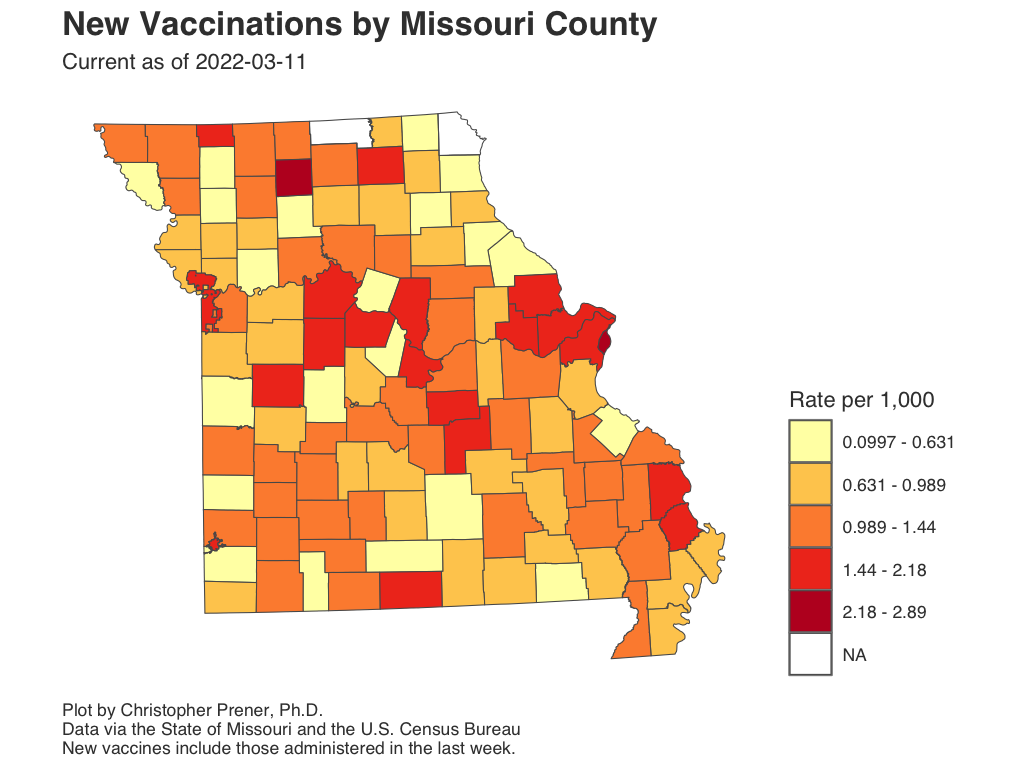 New Vaccinations by Missouri County
Current as of 2022-03-11
Rate per 1,000
0.0997 - 0.631
0.631 - 0.989
0.989 - 1.44
1.44 - 2.18
2.18 - 2.89
NA
Plot by Christopher Prener, Ph.D.
Data via the State of Missouri and the U.S. Census Bureau
New vaccines include those administered in the last week.